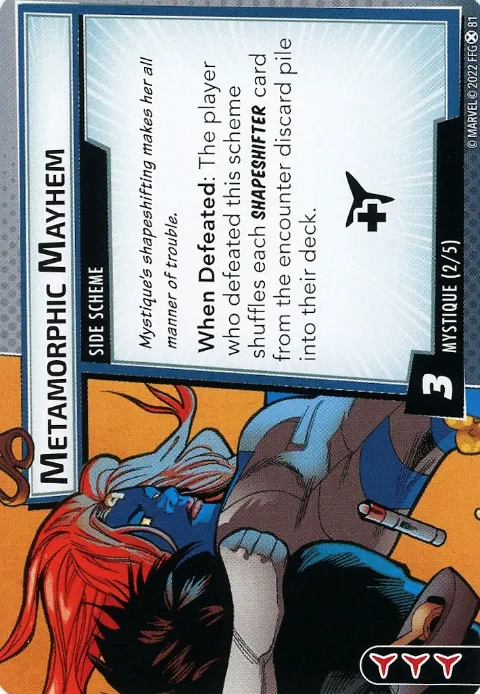 METAMORPHIC MAYHEM
SIDE SCHEME
Mystique's shapeshifting makes her all
manner of trouble.
When Defeated: The player
who defeated this scheme
shuffles each SHAPESHIFTER card
from the encounter discard pile
into their deck.
3
MYSTIQUE (2/5)
© MARVEL © 2022 FFG 81